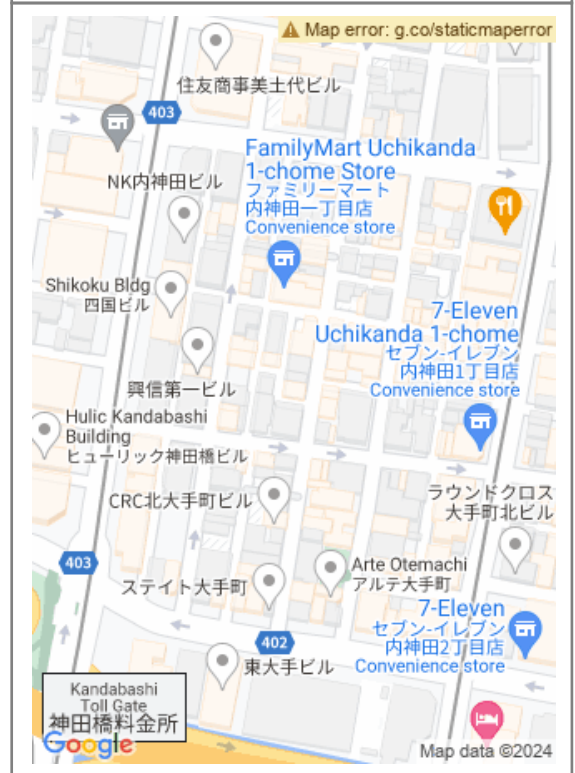 Map error: g.co/staticmaperror
住友商事美土代ビル
403
FamilyMart Uchikanda
1-chome Store
ファミリーマート
内神田一丁目店
Convenience store
NK内神田ビル
Shikoku Bldg
四国ビル
7-Eleven
Uchikanda 1-chome
セブン-イレブン
内神田1丁目店
Convenience store
興信第一ビル
Hulic Kandabashi
Building
ヒューリック神田橋ビル
CRC北大手町ビル
ラウンドクロス
大手町北ビル
403
Arte Otemachi
アルテ大手町
ステイト大手町
7-Eleven
セブン-イレブン
内神田2丁目店
Convenience store
402
東大手ビル
Kandabashi
Toll Gate
神田橋料金所
Google
Map data ©2024